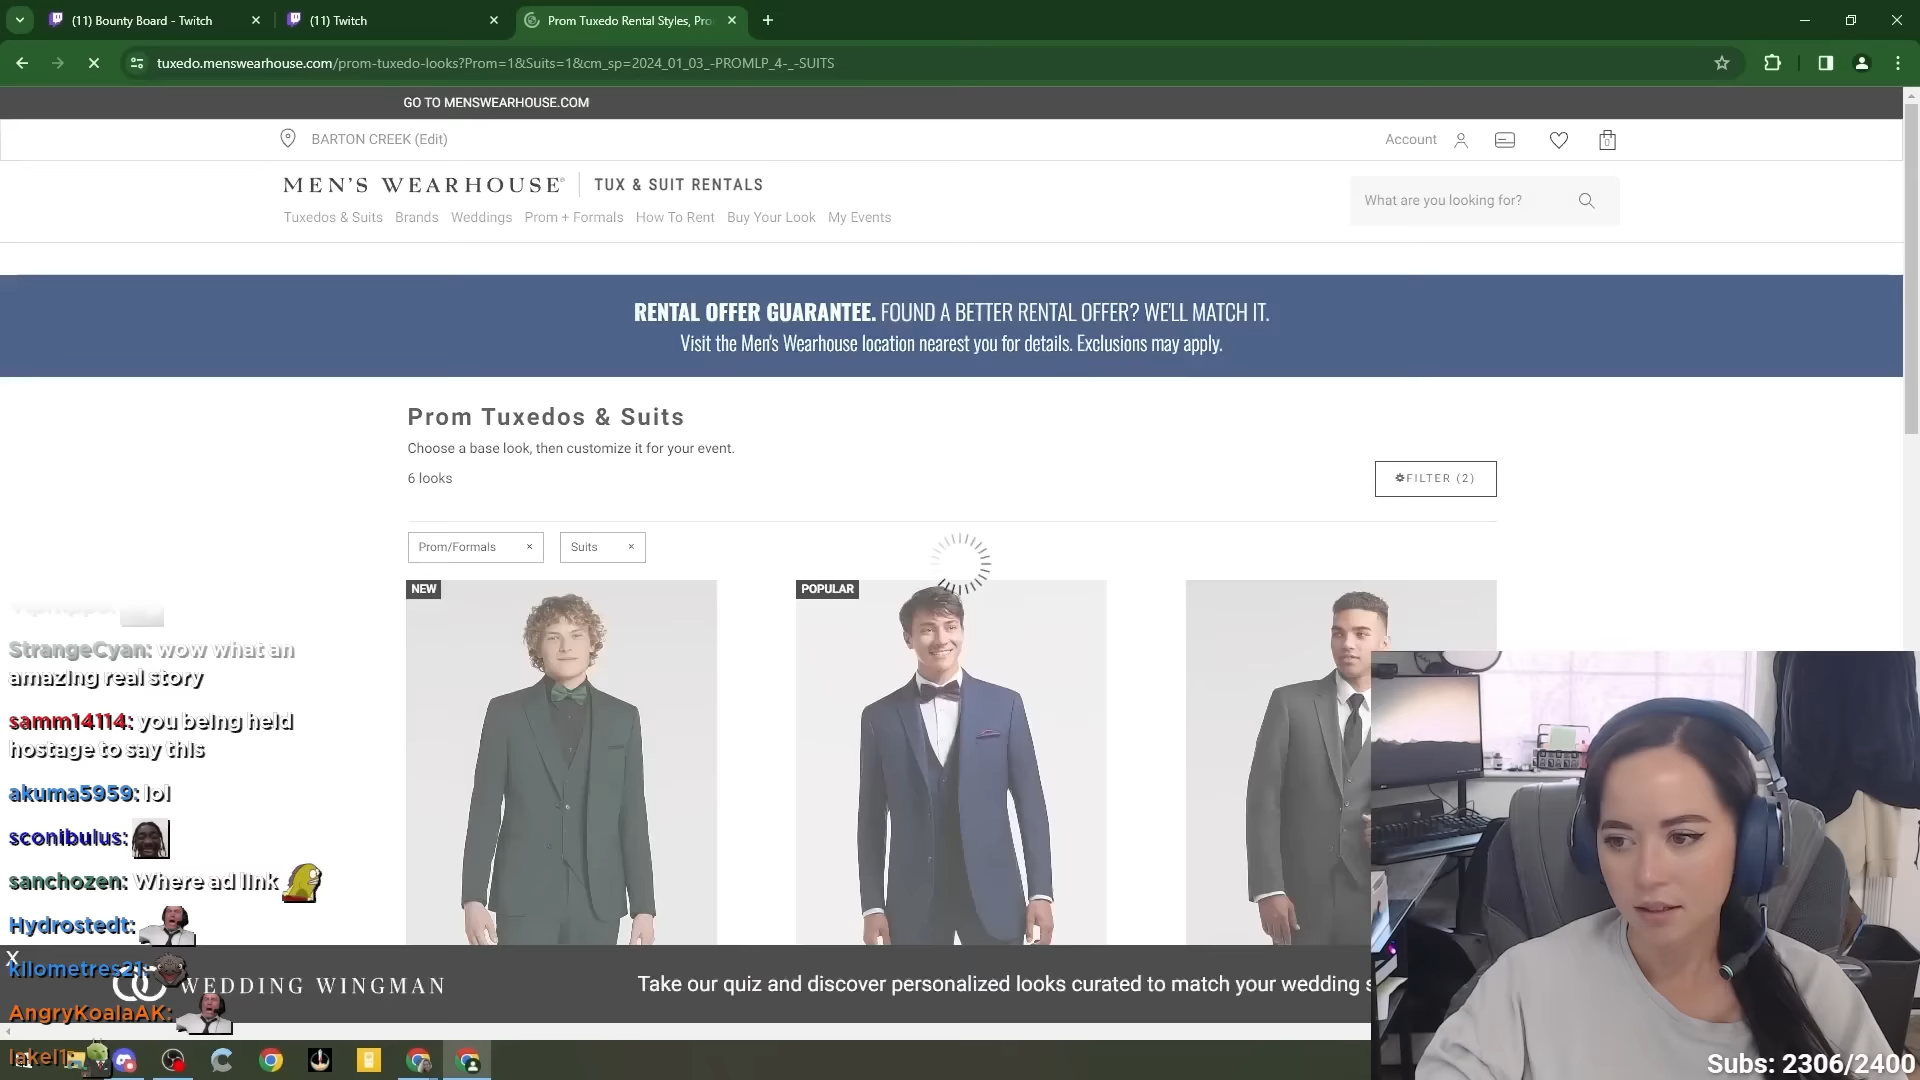 (11) Bounty Board - Twitch
(11) Twitch
Prom Tuxedo Rental Styles, Pro
tuxedo.menswearhouse.com/prom-tuxedo-looks?Prom=1&Suits=1&cm_sp=2024_01_03_-PROMLP_4-_-SUITS
GO TO MENSWEARHOUSE.COM
BARTON CREEK (Edit)
Account
0
MEN'S WEARHOUSE® | TUX & SUIT RENTALS
Tuxedos & Suits Brands Weddings Prom + Formals How To Rent Buy Your Look My Events
What are you looking for?
RENTAL OFFER GUARANTEE. FOUND A BETTER RENTAL OFFER? WE'LL MATCH IT.
Visit the Men's Wearhouse location nearest you for details. Exclusions may apply.
Prom Tuxedos & Suits
Choose a base look, then customize it for your event.
6 looks
FILTER (2)
Prom/Formals ×
Suits ×
NEW
POPULAR
StrangeCyan: wow what an
amazing real story
samm14114: you being held
hostage to say this
akuma5959: lol
sconibulus:
sanchozen: Where ad link
Hydrostedt:
X
kilometres21:
WEDDING WINGMAN
Take our quiz and discover personalized looks curated to match your wedding s
AngryKoalaAK:
Subs: 2306/2400